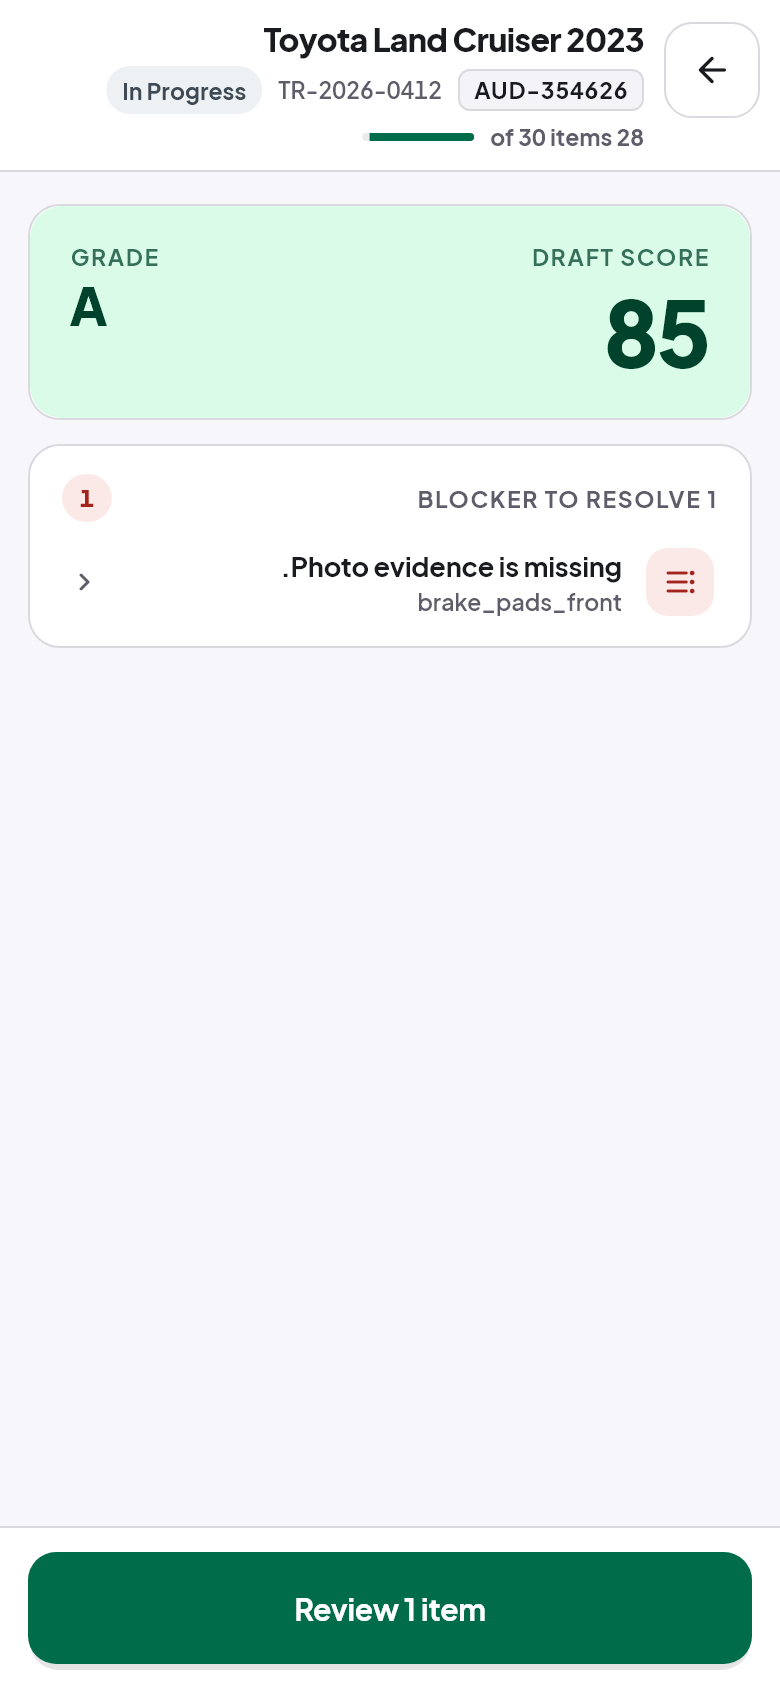 Toyota Land Cruiser 2023
In Progress TR-2026-0412 AUD-354626
of 30 items 28
GRADE
A
DRAFT SCORE
85
1 BLOCKER TO RESOLVE 1
.Photo evidence is missing
brake_pads_front
Review 1 item